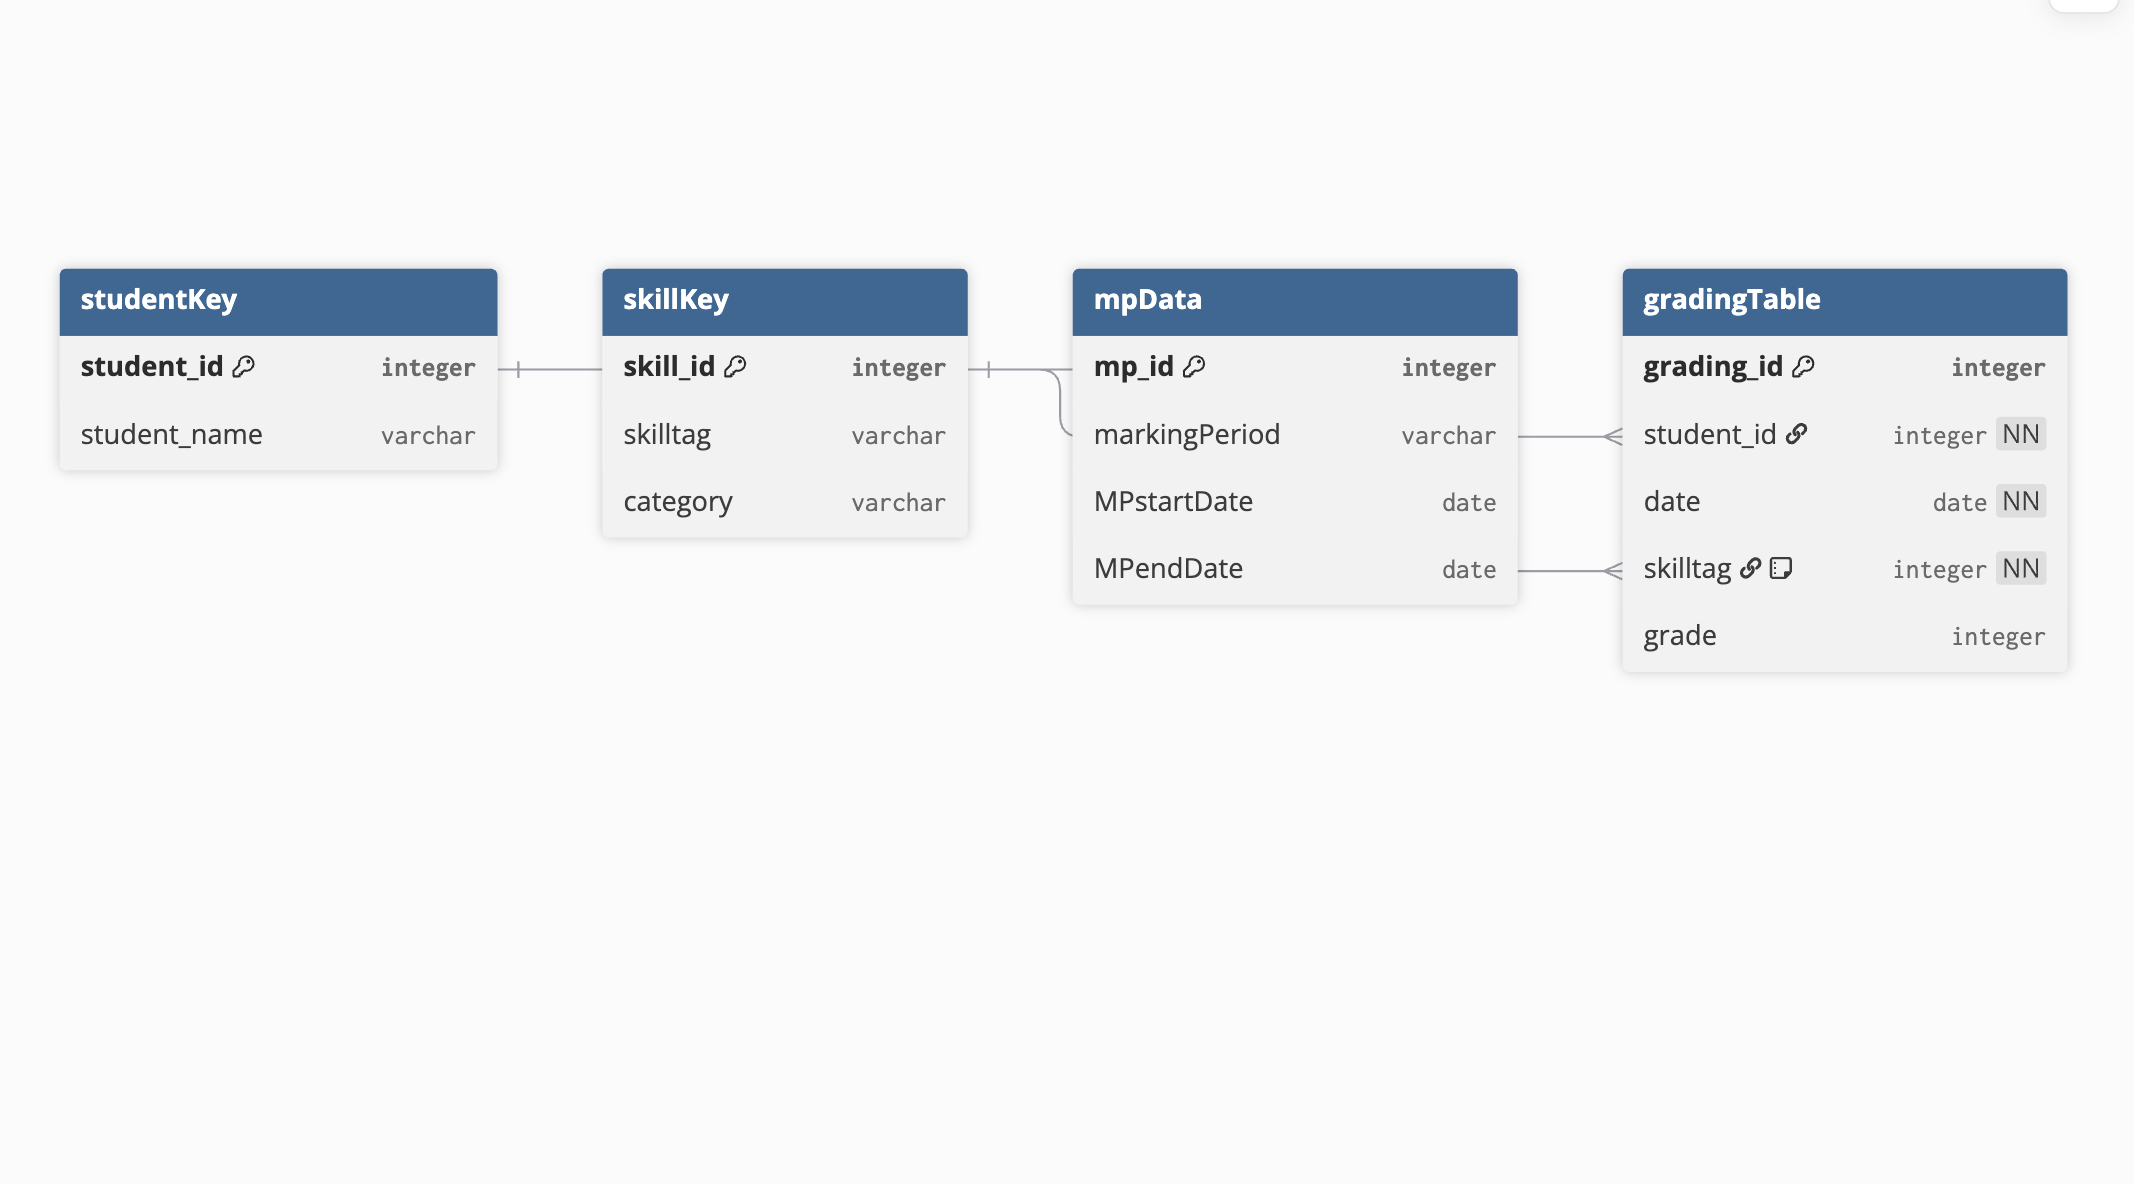 studentKey
student_id integer
student_name varchar
skillKey
skill_id integer
skilltag varchar
category varchar
mpData
mp_id integer
markingPeriod varchar
MPstartDate date
MPendDate date
gradingTable
grading_id integer
student_id integer NN
date date NN
skilltag integer NN
grade integer